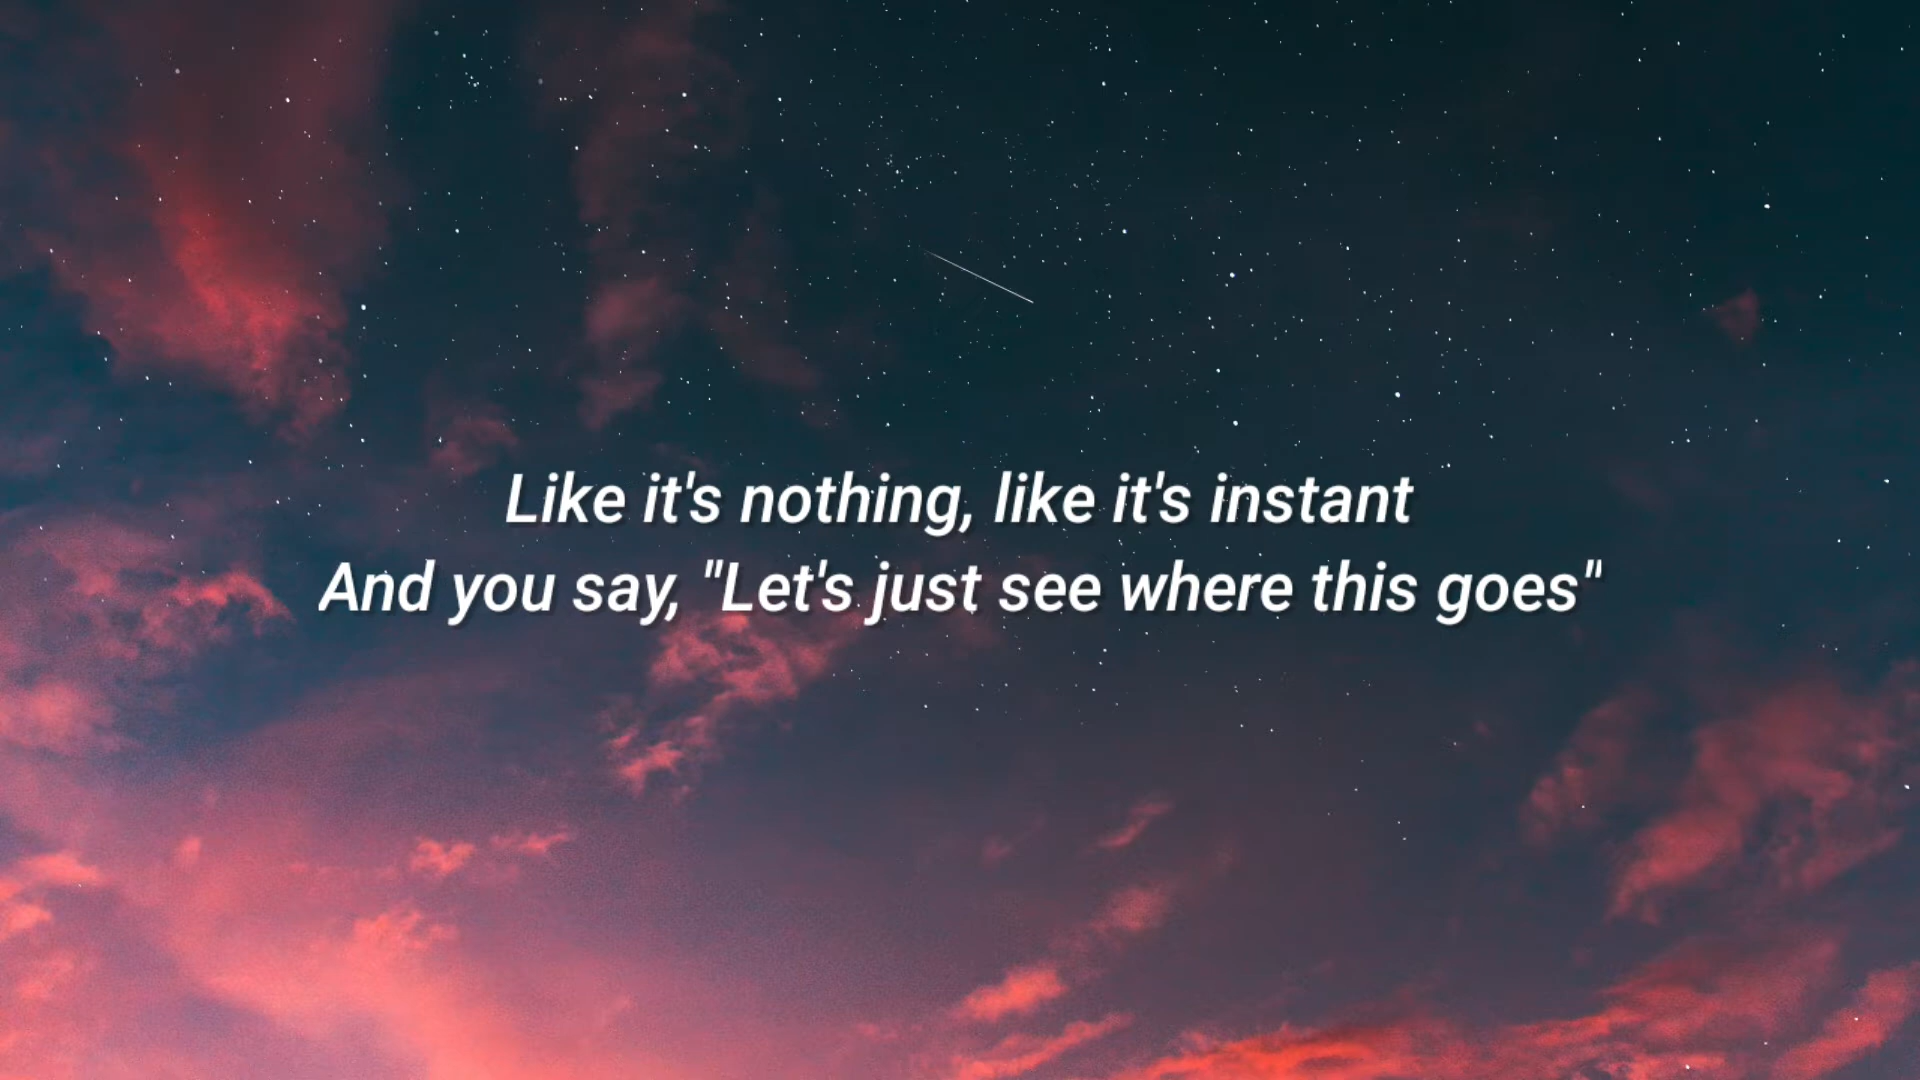 Like it's nothing, like it's instant
And you say, "Let's just see where this goes"